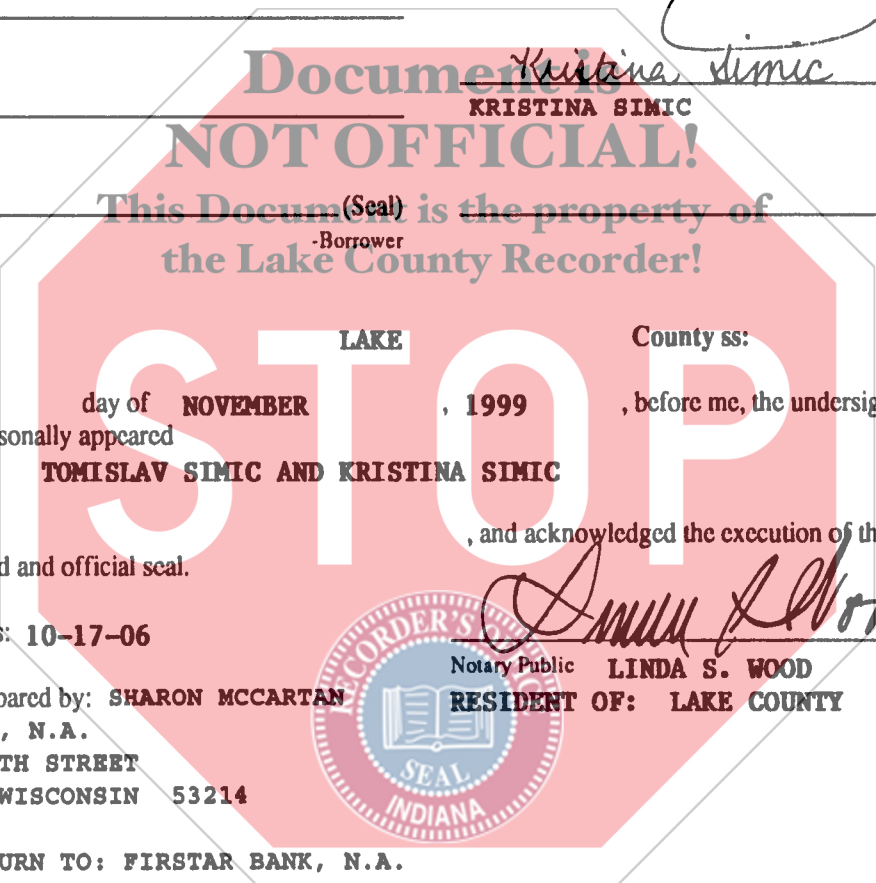 Kristina Simic
Document is
KRISTINA SIMIC
NOT OFFICIAL!
This Document is the property of
(Seal)
-Borrower
the Lake County Recorder!
STOP
LAKE County ss:
day of NOVEMBER , 1999 , before me, the undersig
sonally appeared
TOMISLAV SIMIC AND KRISTINA SIMIC
, and acknowledged the execution of th
d and official seal.
s: 10-17-06
Notary Public LINDA S. WOOD
pared by: SHARON MCCARTAN
RESIDENT OF: LAKE COUNTY
, N.A.
TH STREET
WISCONSIN 53214
RECORDER'S OFFICE
SEAL
INDIANA
URN TO: FIRSTAR BANK, N.A.